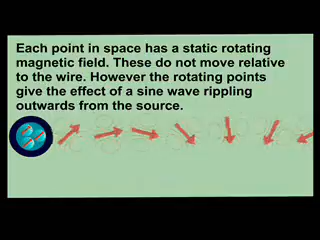 Each point in space has a static rotating
magnetic field. These do not move relative
to the wire. However the rotating points
give the effect of a sine wave rippling
outwards from the source.